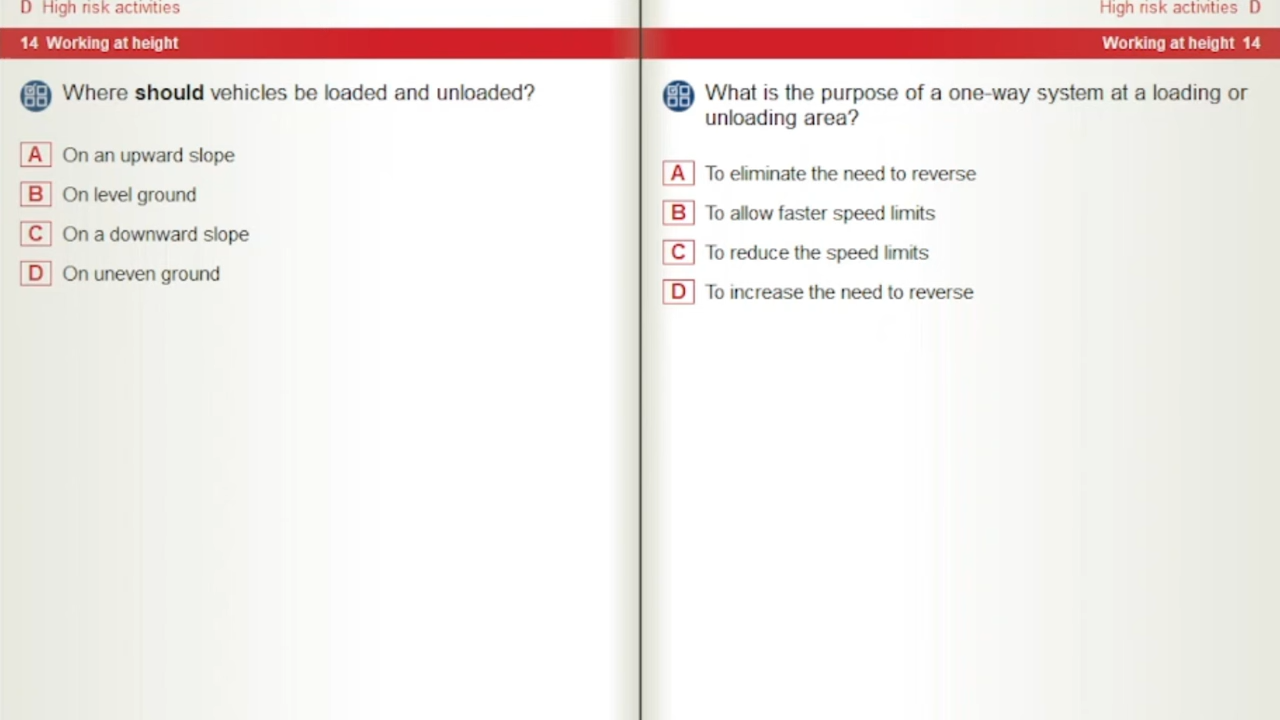 D High risk activities
14 Working at height
Where should vehicles be loaded and unloaded?
A On an upward slope
B On level ground
C On a downward slope
D On uneven ground
High risk activities D
Working at height 14
What is the purpose of a one-way system at a loading or
unloading area?
A To eliminate the need to reverse
B To allow faster speed limits
C To reduce the speed limits
D To increase the need to reverse